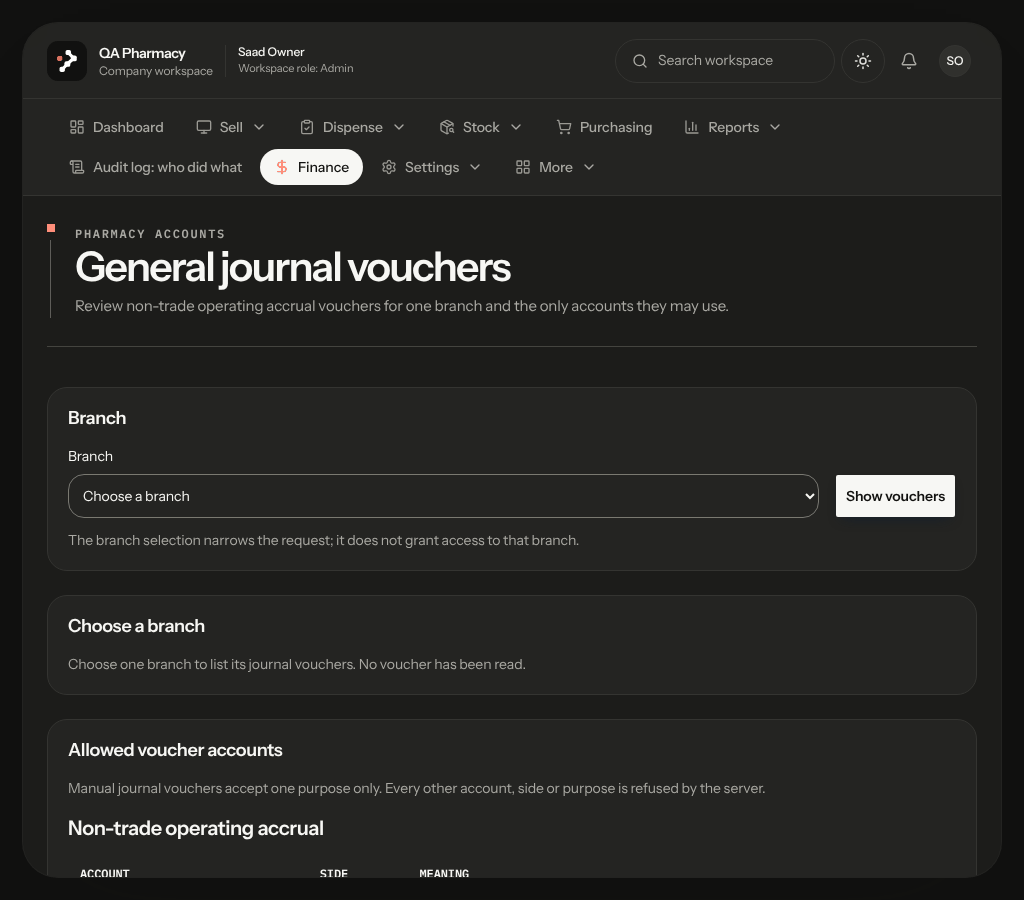 QA Pharmacy
Company workspace
Saad Owner
Workspace role: Admin
Search workspace
SO
Dashboard
Sell
Dispense
Stock
Purchasing
Reports
Audit log: who did what
Finance
Settings
More
PHARMACY ACCOUNTS
General journal vouchers
Review non-trade operating accrual vouchers for one branch and the only accounts they may use.
Branch
Branch
Choose a branch
Show vouchers
The branch selection narrows the request; it does not grant access to that branch.
Choose a branch
Choose one branch to list its journal vouchers. No voucher has been read.
Allowed voucher accounts
Manual journal vouchers accept one purpose only. Every other account, side or purpose is refused by the server.
Non-trade operating accrual
ACCOUNT SIDE MEANING